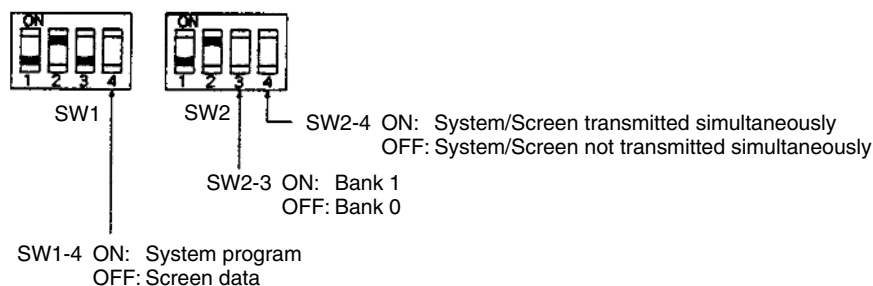 ON ON
1 2 3 4 1 2 3 4
SW1 SW2
SW2-4 ON: System/Screen transmitted simultaneously
OFF: System/Screen not transmitted simultaneously
SW2-3 ON: Bank 1
OFF: Bank 0
SW1-4 ON: System program
OFF: Screen data